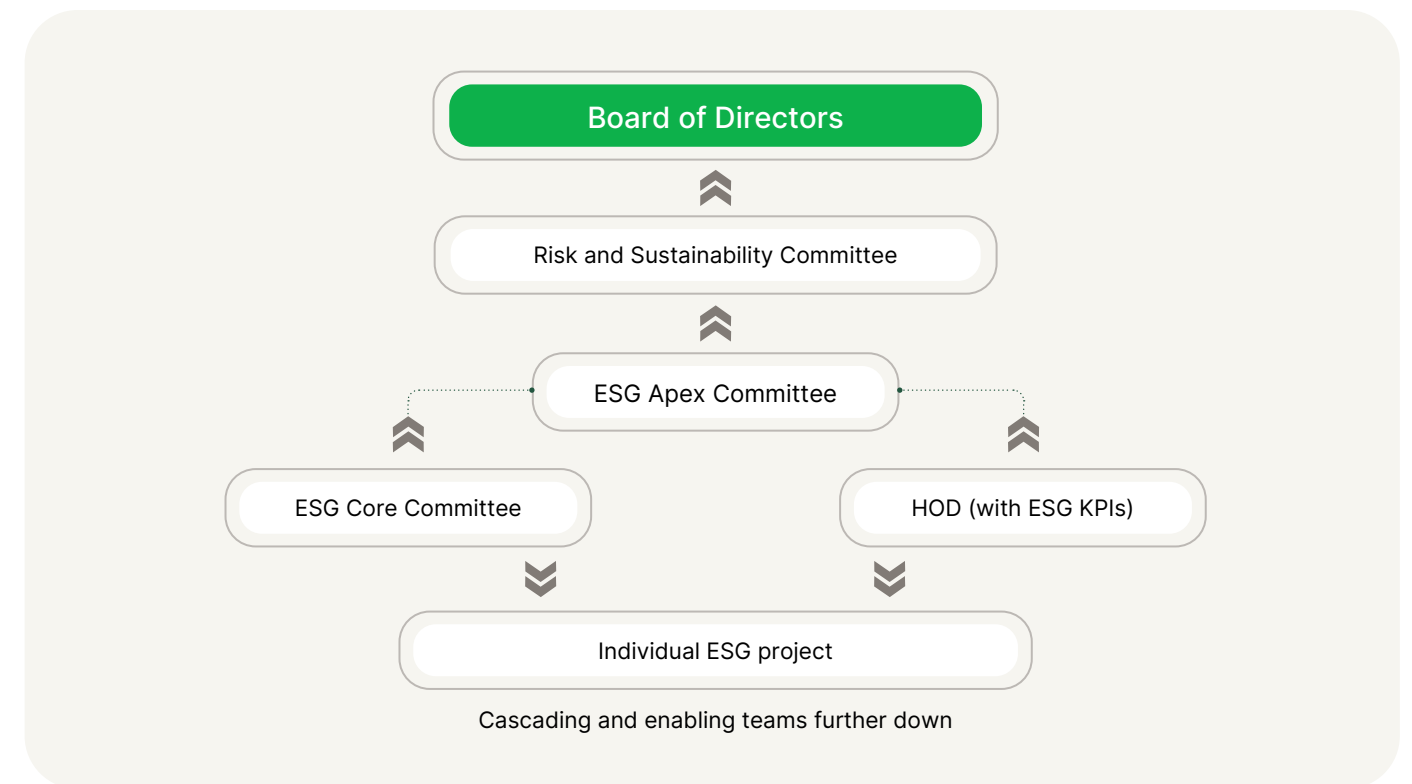 Board of Directors
Risk and Sustainability Committee
ESG Apex Committee
ESG Core Committee
HOD (with ESG KPIs)
Individual ESG project
Cascading and enabling teams further down